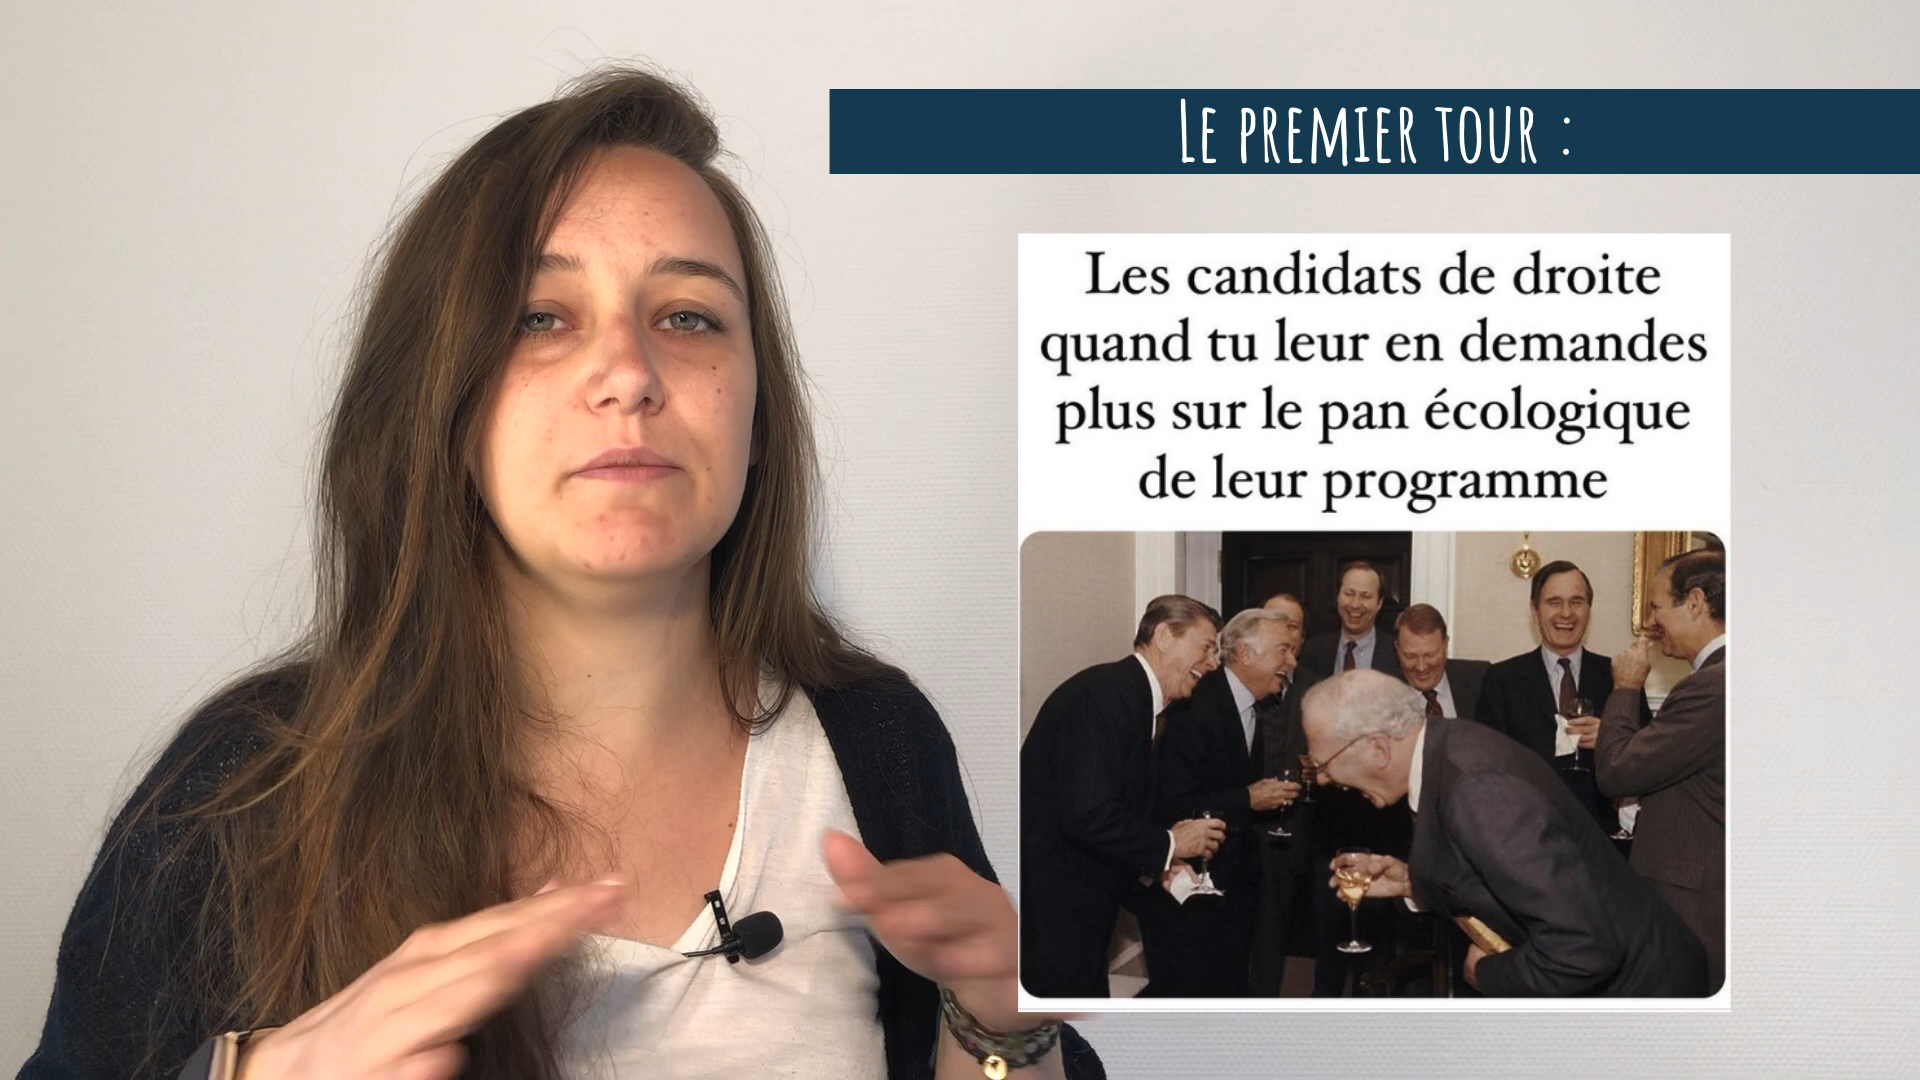 Le premier tour :
Les candidats de droite
quand tu leur en demandes
plus sur le pan écologique
de leur programme